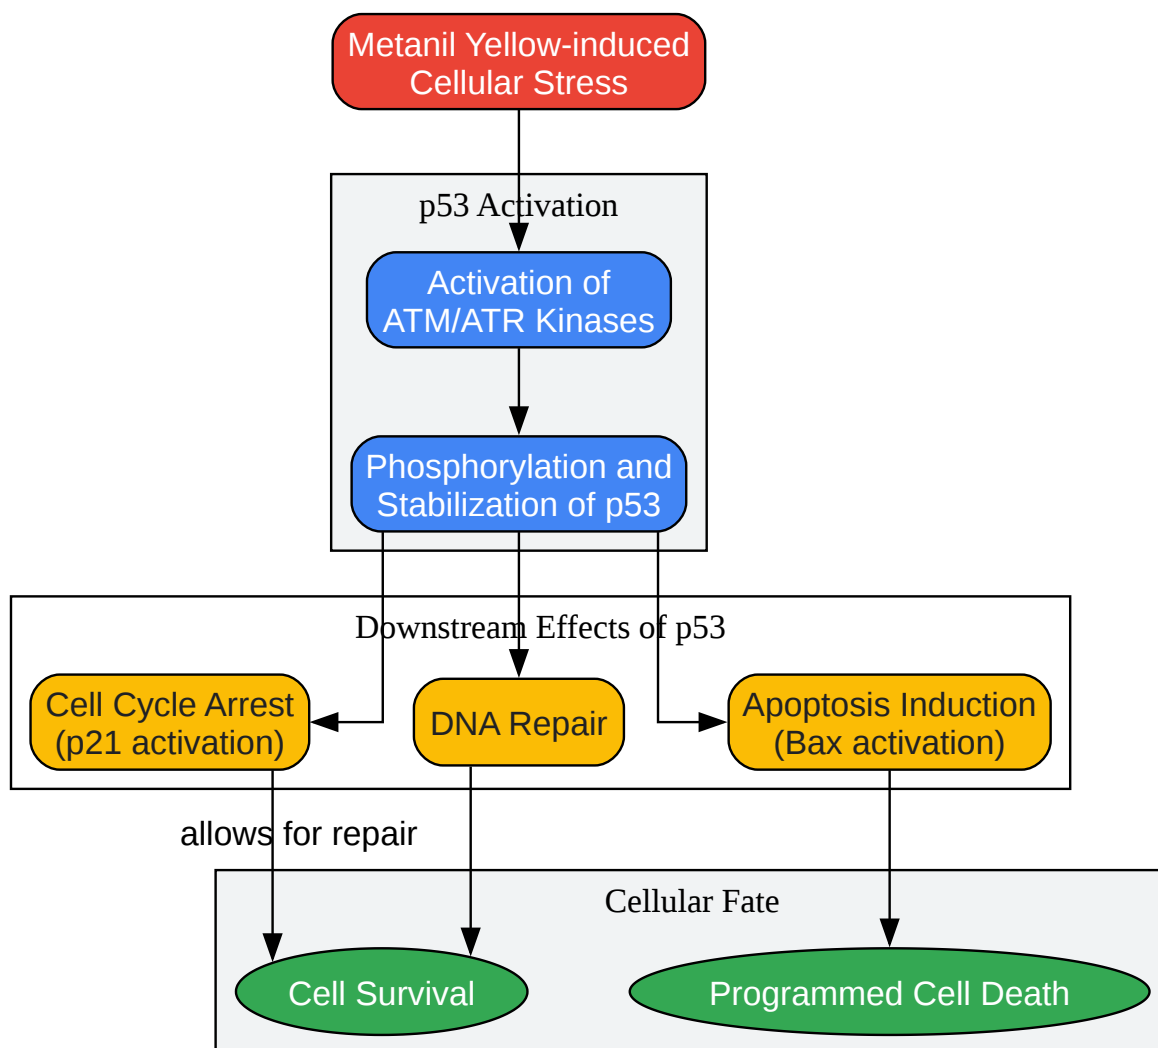 Metanil Yellow-induced
Cellular Stress
p53 Activation
Activation of
ATM/ATR Kinases
Phosphorylation and
Stabilization of p53
Downstream Effects of p53
Cell Cycle Arrest
(p21 activation)
DNA Repair
Apoptosis Induction
(Bax activation)
allows for repair
Cellular Fate
Cell Survival
Programmed Cell Death